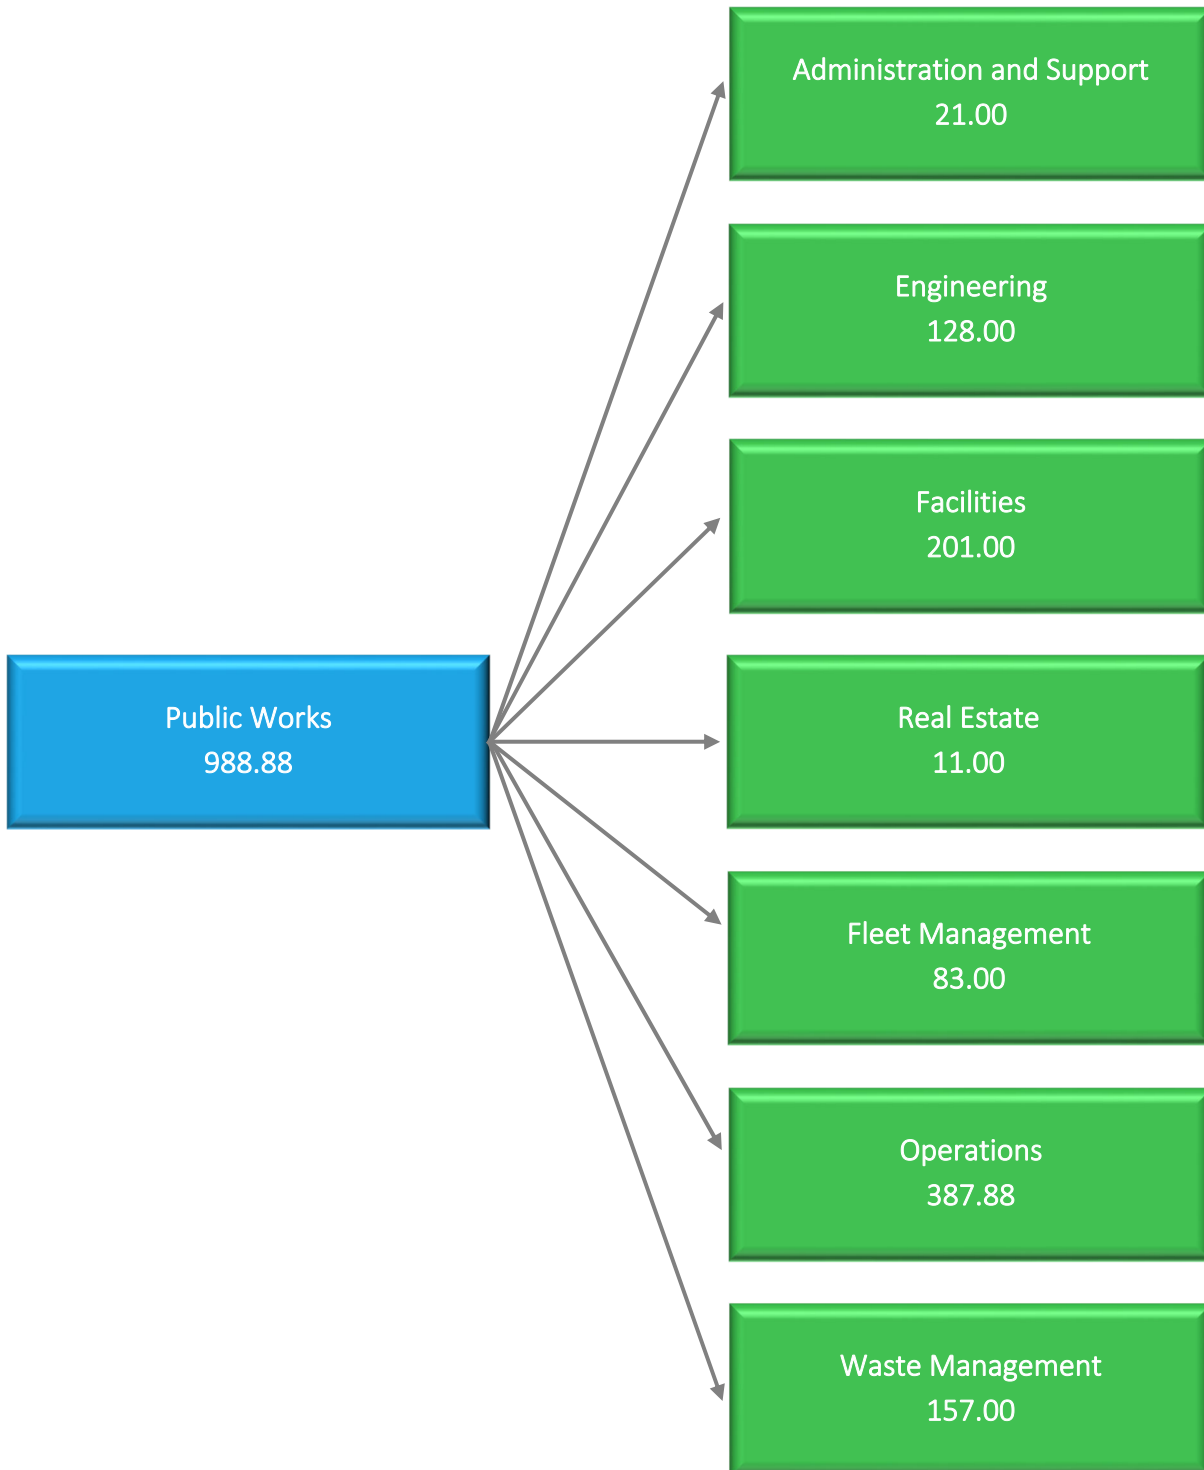 Administration and Support
21.00
Engineering
128.00
Facilities
201.00
Public Works
988.88
Real Estate
11.00
Fleet Management
83.00
Operations
387.88
Waste Management
157.00